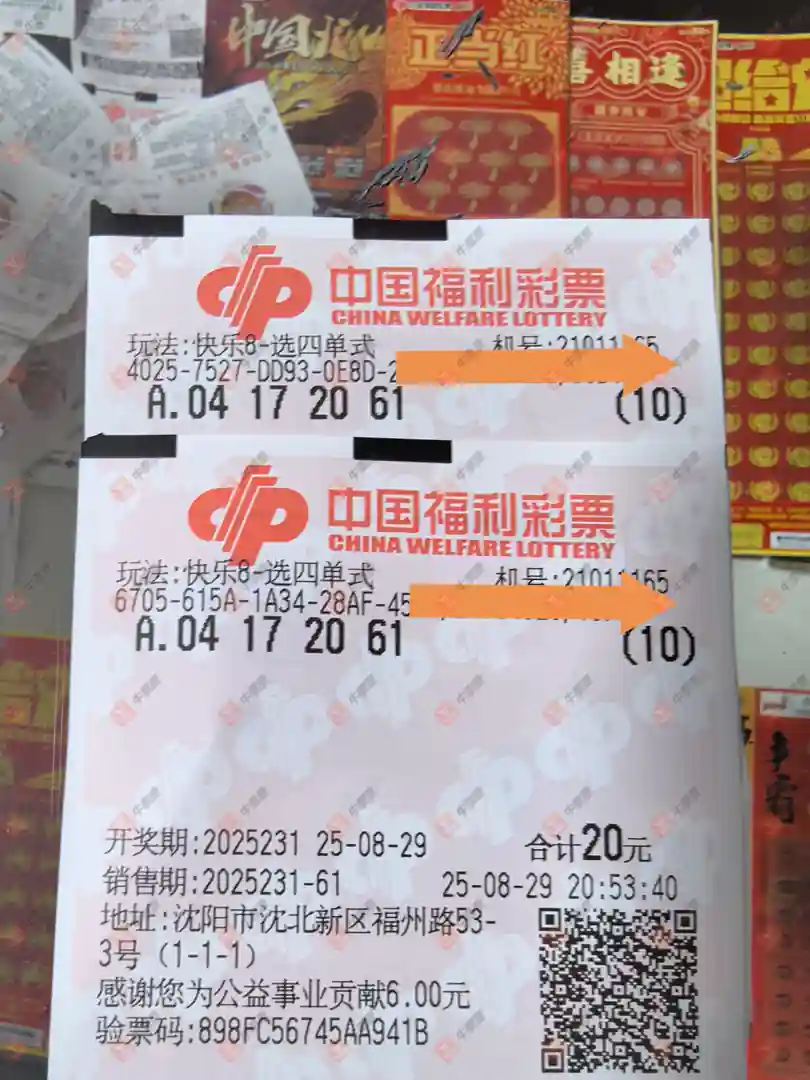 中国
正当红
喜相逢
中国福利彩票
CHINA WELFARE LOTTERY
玩法:快乐8-选四单式 机号:21011165
4025-7527-DD93-0E8D-2
A.04 17 20 61 (10)
中国福利彩票
CHINA WELFARE LOTTERY
玩法:快乐8-选四单式 机号:21011165
6705-615A-1A34-28AF-45
A.04 17 20 61 (10)
开奖期:2025231 25-08-29 合计20元
销售期:2025231-61 25-08-29 20:53:40
地址:沈阳市沈北新区福州路53-
3号（1-1-1）
感谢您为公益事业贡献6.00元
验票码:898FC56745AA941B